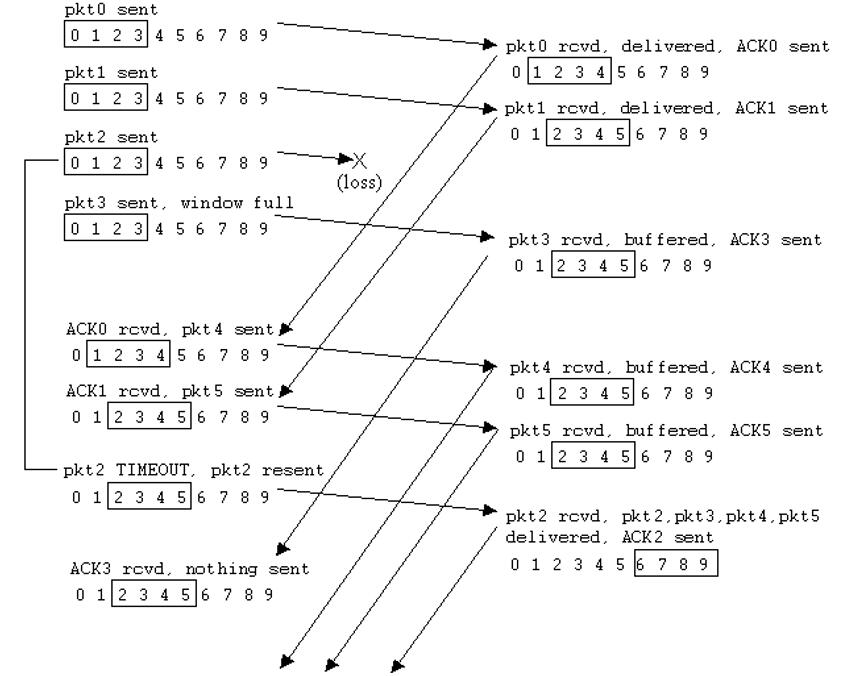 pkt0 sent
0 1 2 3 4 5 6 7 8 9
pkt0 rcvd, delivered, ACK0 sent
0 1 2 3 4 5 6 7 8 9
pkt1 sent
0 1 2 3 4 5 6 7 8 9
pkt1 rcvd, delivered, ACK1 sent
0 1 2 3 4 5 6 7 8 9
pkt2 sent
0 1 2 3 4 5 6 7 8 9
X
(loss)
pkt3 sent, window full
0 1 2 3 4 5 6 7 8 9
pkt3 rcvd, buffered, ACK3 sent
0 1 2 3 4 5 6 7 8 9
ACK0 rcvd, pkt4 sent
0 1 2 3 4 5 6 7 8 9
pkt4 rcvd, buffered, ACK4 sent
0 1 2 3 4 5 6 7 8 9
ACK1 rcvd, pkt5 sent
0 1 2 3 4 5 6 7 8 9
pkt5 rcvd, buffered, ACK5 sent
0 1 2 3 4 5 6 7 8 9
pkt2 TIMEOUT, pkt2 resent
0 1 2 3 4 5 6 7 8 9
pkt2 rcvd, pkt2,pkt3,pkt4,pkt5
delivered, ACK2 sent
0 1 2 3 4 5 6 7 8 9
ACK3 rcvd, nothing sent
0 1 2 3 4 5 6 7 8 9